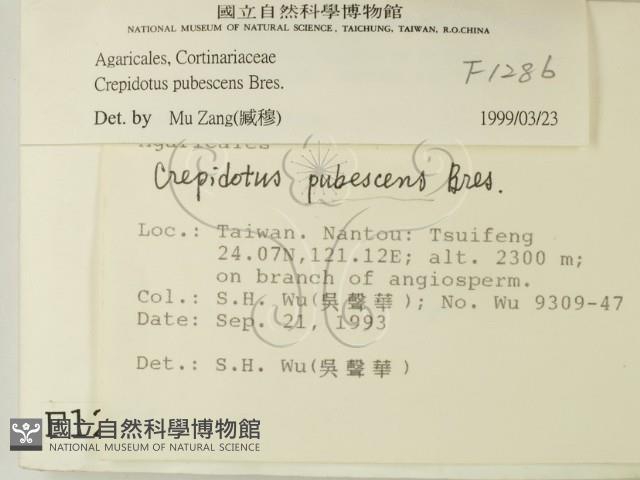 國立自然科學博物館
NATIONAL MUSEUM OF NATURAL SCIENCE, TAICHUNG, TAIWAN, R.O.CHINA
Agaricales, Cortinariaceae
Crepidotus pubescens Bres.
F1286
Det. by Mu Zang(臧穆) 1999/03/23
Agaricales
Crepidotus pubescens Bres.
Loc.: Taiwan. Nantou: Tsuifeng
24.07N,121.12E; alt. 2300 m;
on branch of angiosperm.
Col.: S.H. Wu(吳聲華); No. Wu 9309-47
Date: Sep. 21, 1993
Det.: S.H. Wu(吳聲華)
國立自然科學博物館
NATIONAL MUSEUM OF NATURAL SCIENCE